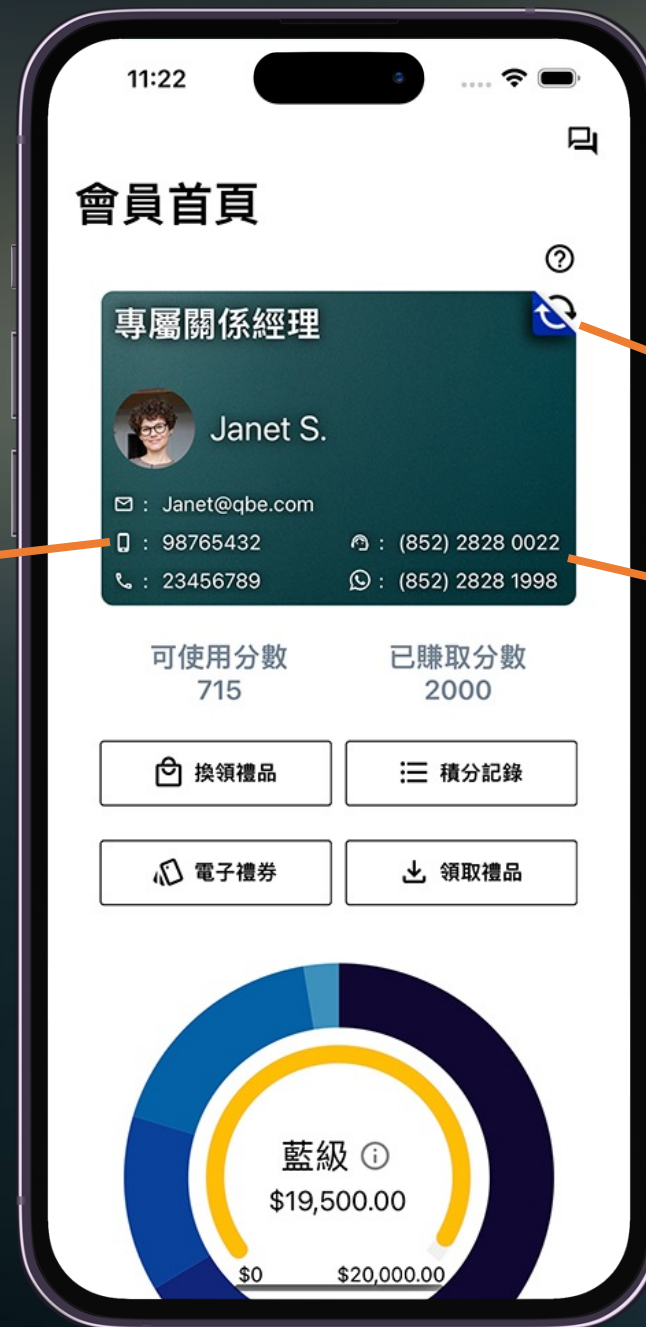 11:22
會員首頁
專屬關係經理
Janet S.
: Janet@qbe.com
: 98765432
: (852) 2828 0022
: 23456789
: (852) 2828 1998
可使用分數
已賺取分數
715
2000
換領禮品
積分記錄
電子禮券
領取禮品
藍級
$19,500.00
$0
$20,000.00